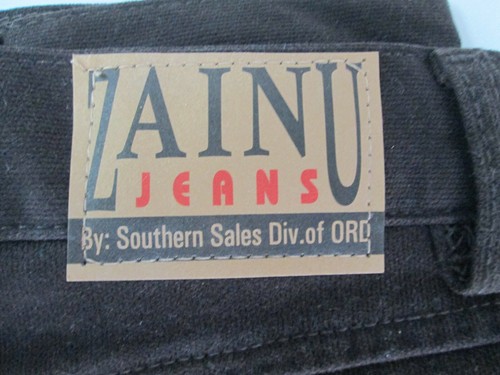 ZAINU
JEANS
By: Southern Sales Div.of ORD